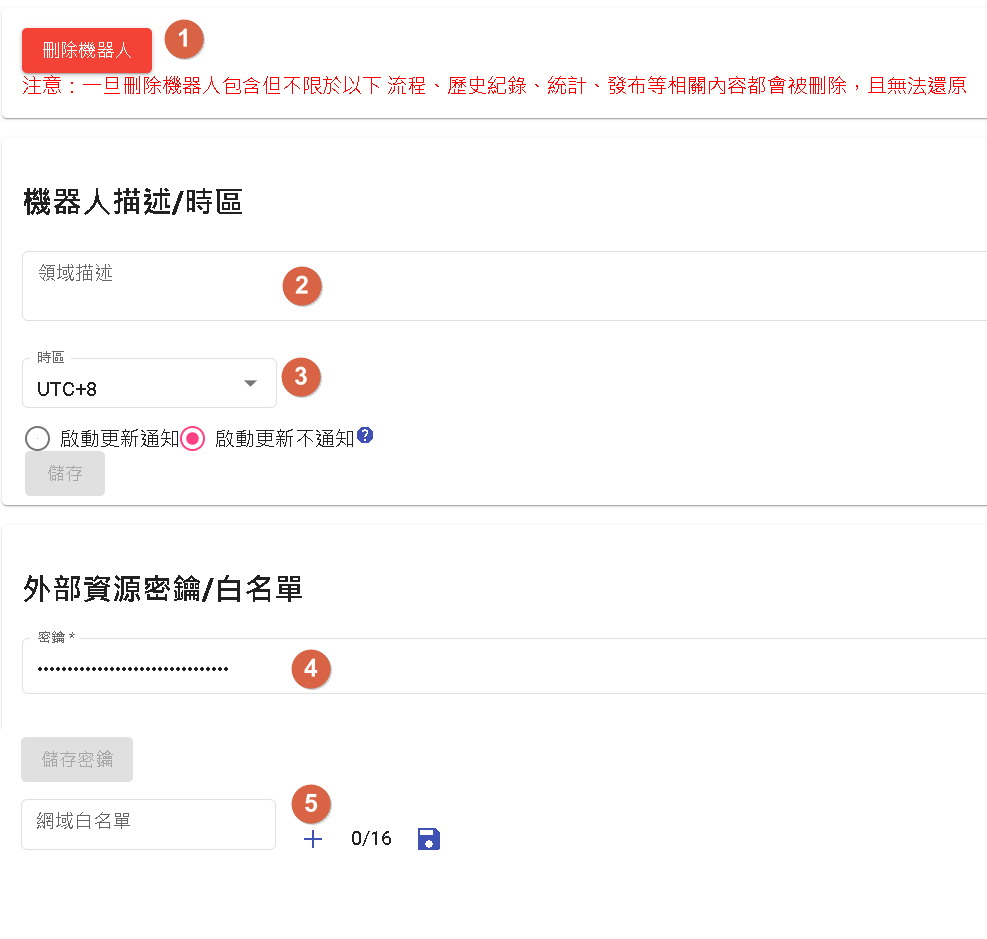 刪除機器人 1
注意：一旦刪除機器人包含但不限於以下 流程、歷史紀錄、統計、發布等相關內容都會被刪除，且無法還原
機器人描述/時區
領域描述 2
時區
UTC+8 3
啟動更新通知 啟動更新不通知 ?
儲存
外部資源密鑰/白名單
密鑰 *
•••••••••••••••••••••••••••••••• 4
儲存密鑰
5
網域白名單
+ 0/16